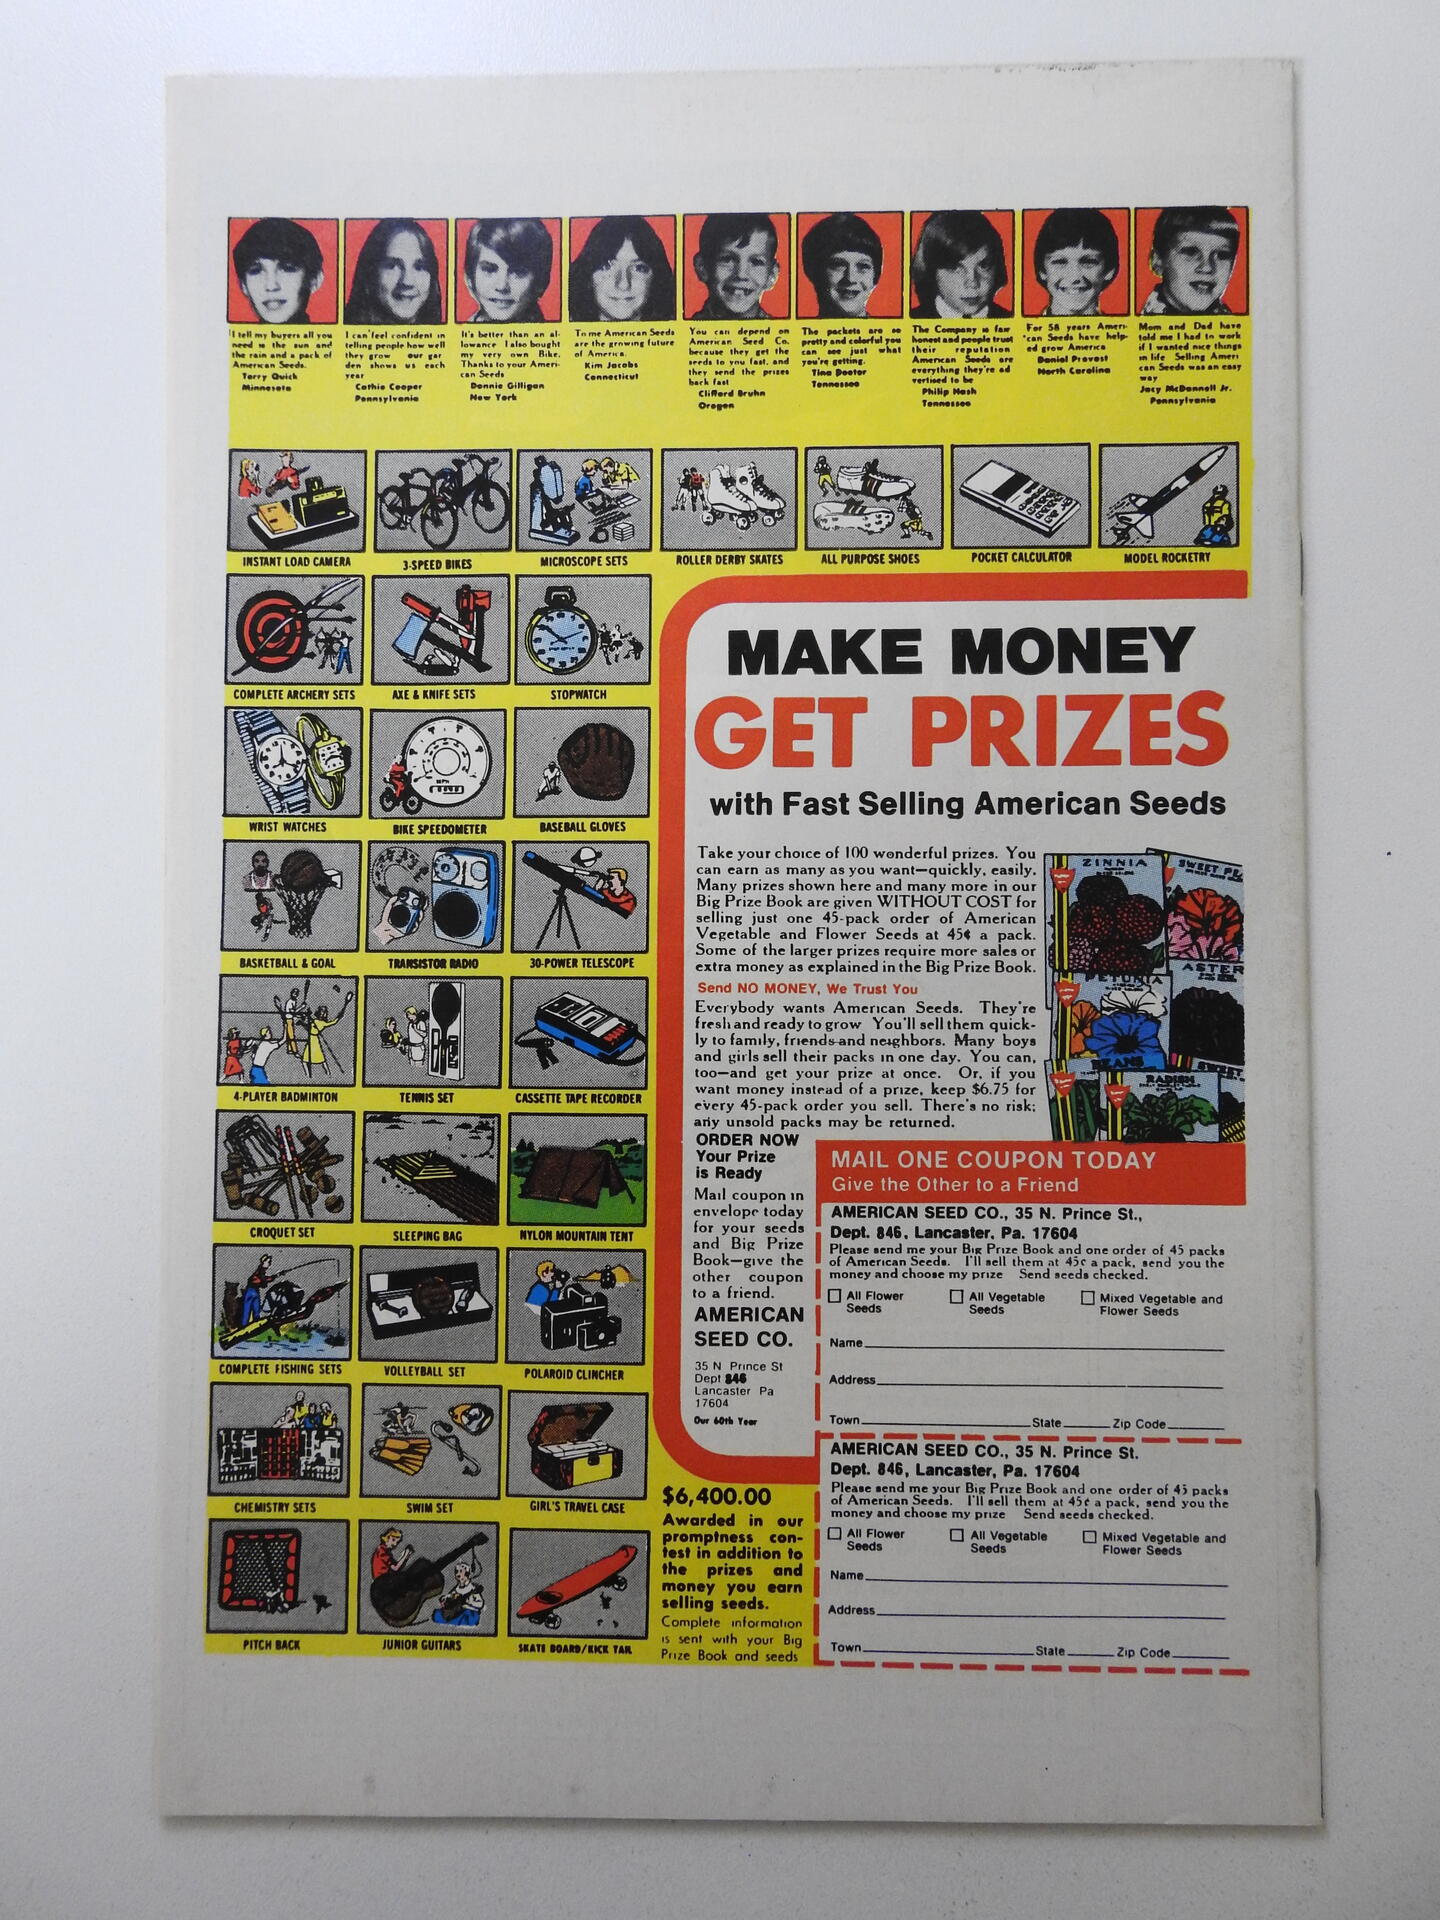 I tell my buyers all you
need is the sun and
the rain and a pack of
American Seeds.
Terry Quick
Minnesota
I can feel confident in
telling people how well
they grow our gar
den shows us each
year
Cathie Cooper
Pennsylvania
It's better than an al-
lowance I also bought
my very own Bike.
Thanks to your Ameri-
can Seeds
Donnie Gilligan
New York
To me American Seeds
are the growing future
of America.
Kim Jacobs
Connecticut
You can depend on
American Seed Co.
because they get the
seeds to you fast, and
they send the prizes
back fast
Clifford Bruhn
Oregon
The packets are so
pretty and colorful you
can see just what
you're getting.
Tina Deeter
Tennessee
The Company is fair
honest and people trust
their reputation
American Seeds are
everything they're ad
vertised to be
Philip Nash
Tennessee
For 58 years Ameri-
can Seeds have help-
ed grow America
Daniel Provost
North Carolina
Mom and Dad have
told me I had to work
if I wanted nice things
in life Selling Ameri
can Seeds was an easy
way
Jacy McDonnell Jr.
Pennsylvania
INSTANT LOAD CAMERA
3-SPEED BIKES
MICROSCOPE SETS
ROLLER DERBY SKATES
ALL PURPOSE SHOES
POCKET CALCULATOR
MODEL ROCKETRY
COMPLETE ARCHERY SETS
AXE & KNIFE SETS
STOPWATCH
WRIST WATCHES
BIKE SPEEDOMETER
BASEBALL GLOVES
BASKETBALL & GOAL
TRANSISTOR RADIO
30-POWER TELESCOPE
4-PLAYER BADMINTON
TENNIS SET
CASSETTE TAPE RECORDER
CROQUET SET
SLEEPING BAG
NYLON MOUNTAIN TENT
COMPLETE FISHING SETS
VOLLEYBALL SET
POLAROID CLINCHER
CHEMISTRY SETS
SWIM SET
GIRL'S TRAVEL CASE
PITCH BACK
JUNIOR GUITARS
SKATE BOARD/KICK TAIL
MAKE MONEY
GET PRIZES
with Fast Selling American Seeds
Take your choice of 100 wonderful prizes. You
can earn as many as you want—quickly, easily.
Many prizes shown here and many more in our
Big Prize Book are given WITHOUT COST for
selling just one 45-pack order of American
Vegetable and Flower Seeds at 45¢ a pack.
Some of the larger prizes require more sales or
extra money as explained in the Big Prize Book.
Send NO MONEY, We Trust You
Everybody wants American Seeds. They're
fresh and ready to grow You'll sell them quick-
ly to family, friends and neighbors. Many boys
and girls sell their packs in one day. You can,
too—and get your prize at once. Or, if you
want money instead of a prize, keep $6.75 for
every 45-pack order you sell. There's no risk;
any unsold packs may be returned.
ZINNIA
SWEET PE
ASTER
PETUNIA
BEANS
RADISH
SWEET
ORDER NOW
Your Prize
is Ready
Mail coupon in
envelope today
for your seeds
and Big Prize
Book—give the
other coupon
to a friend.
AMERICAN
SEED CO.
35 N Prince St
Dept 846
Lancaster Pa
17604
Our 60th Year
$6,400.00
Awarded in our
promptness con-
test in addition to
the prizes and
money you earn
selling seeds.
Complete information
is sent with your Big
Prize Book and seeds
MAIL ONE COUPON TODAY
Give the Other to a Friend
AMERICAN SEED CO., 35 N. Prince St.,
Dept. 846, Lancaster, Pa. 17604
Please send me your Big Prize Book and one order of 45 packs
of American Seeds. I'll sell them at 45¢ a pack, send you the
money and choose my prize Send seeds checked.
All Flower Seeds
All Vegetable Seeds
Mixed Vegetable and Flower Seeds
Name
Address
Town State Zip Code
AMERICAN SEED CO., 35 N. Prince St.
Dept. 846, Lancaster, Pa. 17604
Please send me your Big Prize Book and one order of 45 packs
of American Seeds. I'll sell them at 45¢ a pack, send you the
money and choose my prize Send seeds checked.
All Flower Seeds
All Vegetable Seeds
Mixed Vegetable and Flower Seeds
Name
Address
Town State Zip Code